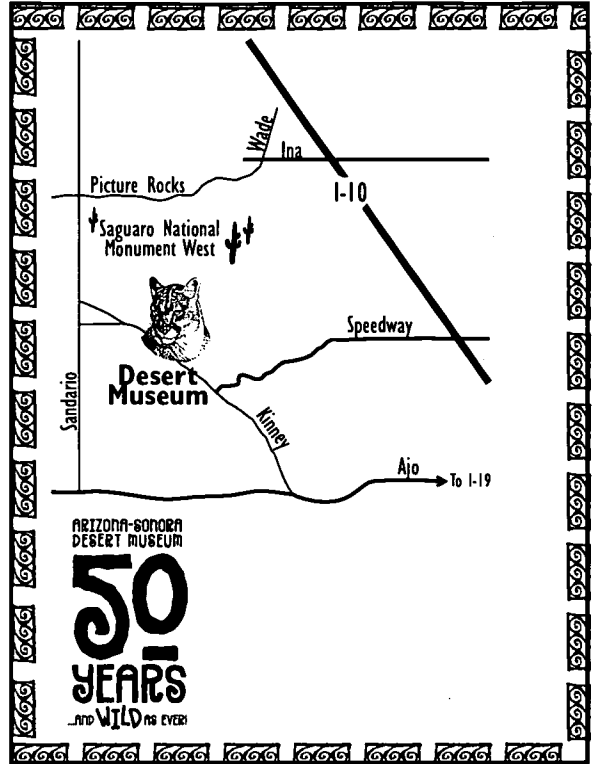 Wade
Ina
I-10
Picture Rocks
Saguaro National
Monument West
Speedway
Desert
Museum
Sandario
Kinney
Ajo
To I-19
ARIZONA-SONORA
DESERT MUSEUM
50
YEARS
...AND WILD AS EVER!